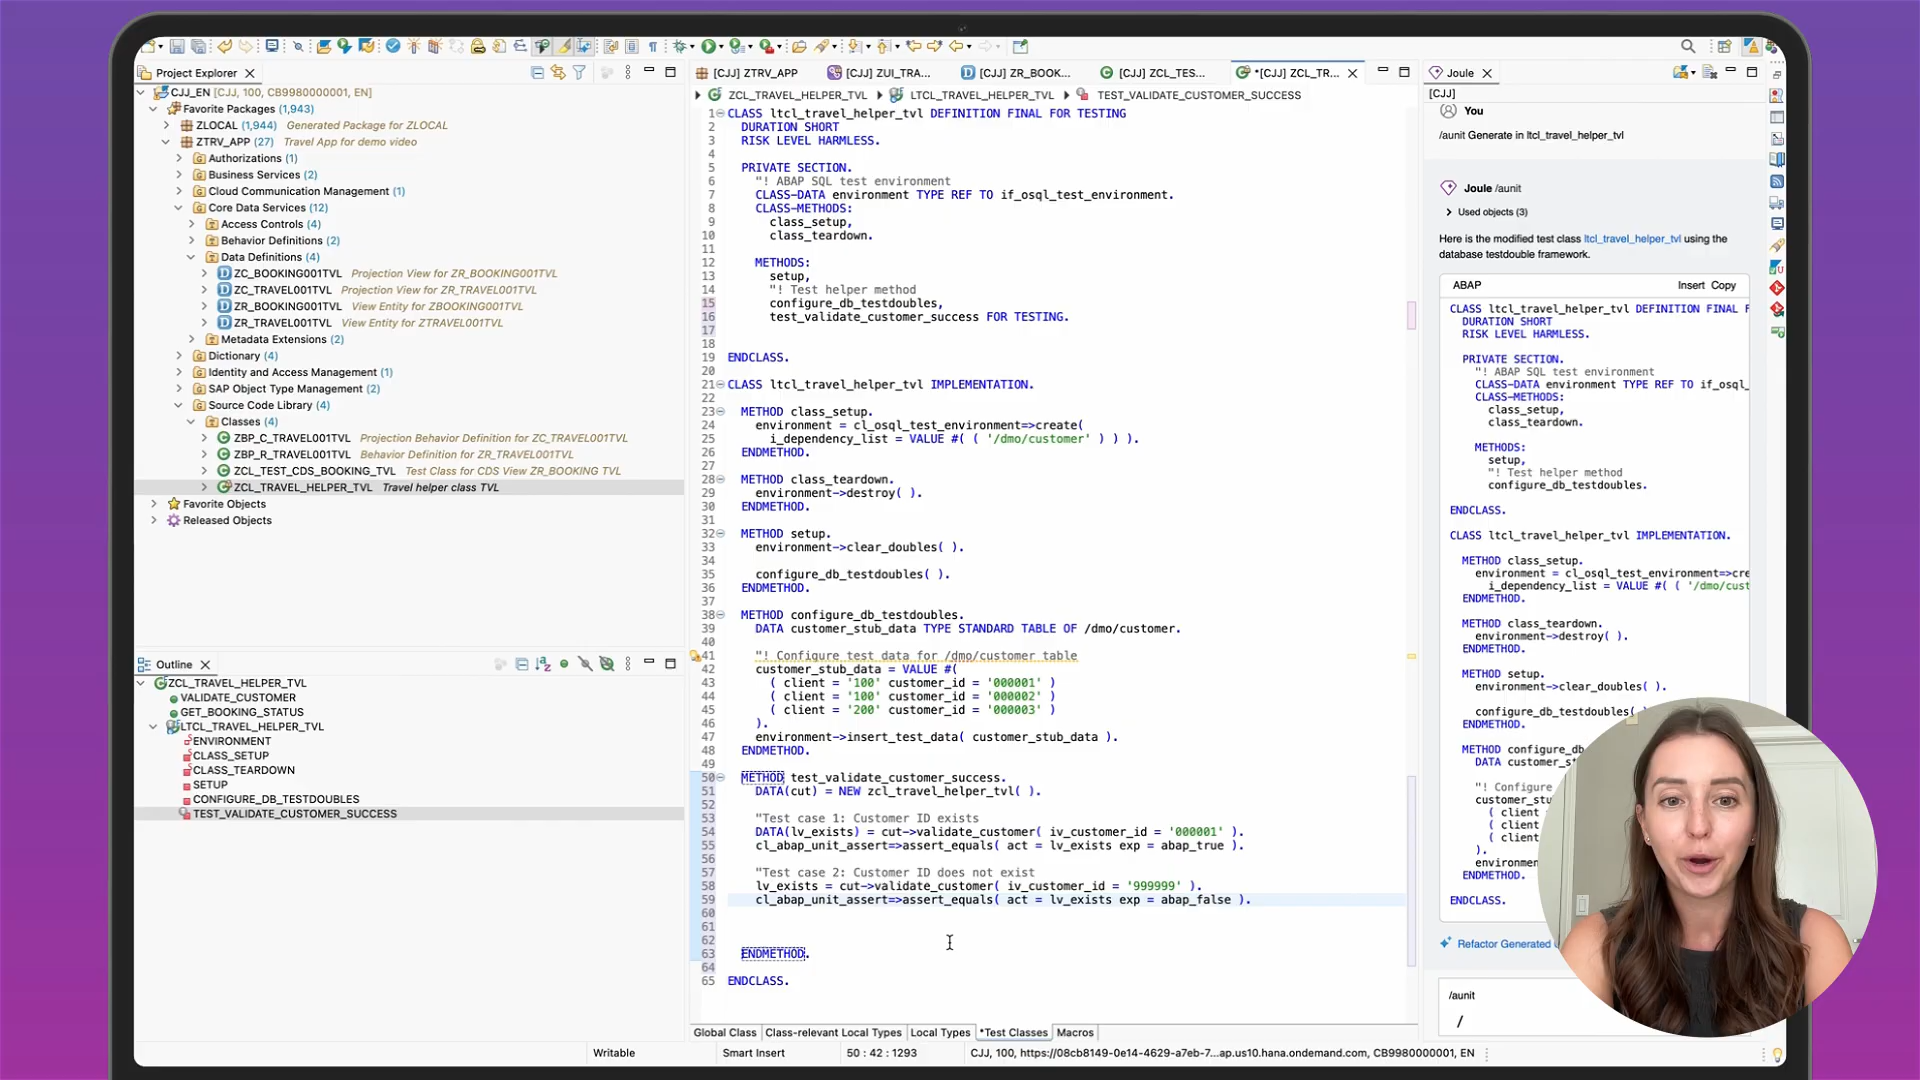 Project Explorer
CJJ_EN [CJJ, 100, CB9980000001, EN]
Favorite Packages (1,943)
ZLOCAL (1,944) Generated Package for ZLOCAL
ZTRV_APP (27) Travel App for demo video
Authorizations (1)
Business Services (2)
Cloud Communication Management (1)
Core Data Services (12)
Access Controls (4)
Behavior Definitions (2)
Data Definitions (4)
ZC_BOOKING001TVL Projection View for ZR_BOOKING001TVL
ZC_TRAVEL001TVL Projection View for ZR_TRAVEL001TVL
ZR_BOOKING001TVL View Entity for ZBOOKING001TVL
ZR_TRAVEL001TVL View Entity for ZTRAVEL001TVL
Metadata Extensions (2)
Dictionary (4)
Identity and Access Management (1)
SAP Object Type Management (2)
Source Code Library (4)
Classes (4)
ZBP_C_TRAVEL001TVL Projection Behavior Definition for ZC_TRAVEL001TVL
ZBP_R_TRAVEL001TVL Behavior Definition for ZR_TRAVEL001TVL
ZCL_TEST_CDS_BOOKING_TVL Test Class for CDS View ZR_BOOKING TVL
ZCL_TRAVEL_HELPER_TVL Travel helper class TVL
Favorite Objects
Released Objects
Outline
ZCL_TRAVEL_HELPER_TVL
VALIDATE_CUSTOMER
GET_BOOKING_STATUS
LTCL_TRAVEL_HELPER_TVL
ENVIRONMENT
CLASS_SETUP
CLASS_TEARDOWN
SETUP
CONFIGURE_DB_TESTDOUBLES
TEST_VALIDATE_CUSTOMER_SUCCESS
[CJJ] ZTRV_APP [CJJ] ZUI_TRA... [CJJ] ZR_BOOK... [CJJ] ZCL_TES... *[CJJ] ZCL_TR...
ZCL_TRAVEL_HELPER_TVL LTCL_TRAVEL_HELPER_TVL TEST_VALIDATE_CUSTOMER_SUCCESS
1 CLASS ltcl_travel_helper_tvl DEFINITION FINAL FOR TESTING
2 DURATION SHORT
3 RISK LEVEL HARMLESS.
4
5 PRIVATE SECTION.
6 "! ABAP SQL test environment
7 CLASS-DATA environment TYPE REF TO if_osql_test_environment.
8 CLASS-METHODS:
9 class_setup,
10 class_teardown.
11
12 METHODS:
13 setup,
14 "! Test helper method
15 configure_db_testdoubles,
16 test_validate_customer_success FOR TESTING.
17
18
19 ENDCLASS.
20
21 CLASS ltcl_travel_helper_tvl IMPLEMENTATION.
22
23 METHOD class_setup.
24 environment = cl_osql_test_environment=>create(
25 i_dependency_list = VALUE #( ( '/dmo/customer' ) ) ).
26 ENDMETHOD.
27
28 METHOD class_teardown.
29 environment->destroy( ).
30 ENDMETHOD.
31
32 METHOD setup.
33 environment->clear_doubles( ).
34
35 configure_db_testdoubles( ).
36 ENDMETHOD.
37
38 METHOD configure_db_testdoubles.
39 DATA customer_stub_data TYPE STANDARD TABLE OF /dmo/customer.
40
41 "! Configure test data for /dmo/customer table
42 customer_stub_data = VALUE #(
43 ( client = '100' customer_id = '000001' )
44 ( client = '100' customer_id = '000002' )
45 ( client = '200' customer_id = '000003' )
46 ).
47 environment->insert_test_data( customer_stub_data ).
48 ENDMETHOD.
49
50 METHOD test_validate_customer_success.
51 DATA(cut) = NEW zcl_travel_helper_tvl( ).
52
53 "Test case 1: Customer ID exists
54 DATA(lv_exists) = cut->validate_customer( iv_customer_id = '000001' ).
55 cl_abap_unit_assert=>assert_equals( act = lv_exists exp = abap_true ).
56
57 "Test case 2: Customer ID does not exist
58 lv_exists = cut->validate_customer( iv_customer_id = '999999' ).
59 cl_abap_unit_assert=>assert_equals( act = lv_exists exp = abap_false ).
60
61
62
63 ENDMETHOD.
64
65 ENDCLASS.
Global Class Class-relevant Local Types Local Types *Test Classes Macros
Writable Smart Insert 50 : 42 : 1293 CJJ, 100, https://08cb8149-0e14-4629-a7eb-7...ap.us10.hana.ondemand.com, CB9980000001, EN
Joule
[CJJ]
You
/aunit Generate in ltcl_travel_helper_tvl
Joule /aunit
Used objects (3)
Here is the modified test class ltcl_travel_helper_tvl using the
database testdouble framework.
ABAP Insert Copy
CLASS ltcl_travel_helper_tvl DEFINITION FINAL F
DURATION SHORT
RISK LEVEL HARMLESS.
PRIVATE SECTION.
"! ABAP SQL test environment
CLASS-DATA environment TYPE REF TO if_osql_
CLASS-METHODS:
class_setup,
class_teardown.
METHODS:
setup,
"! Test helper method
configure_db_testdoubles.
ENDCLASS.
CLASS ltcl_travel_helper_tvl IMPLEMENTATION.
METHOD class_setup.
environment = cl_osql_test_environment=>cre
i_dependency_list = VALUE #( ( '/dmo/cust
ENDMETHOD.
METHOD class_teardown.
environment->destroy( ).
ENDMETHOD.
METHOD setup.
environment->clear_doubles( ).
configure_db_testdoubles(
ENDMETHOD.
METHOD configure_db
DATA customer_st
"! Configure
customer_stu
( client
( client
( client
).
environmen
ENDMETHOD.
ENDCLASS.
Refactor Generated
/aunit
/